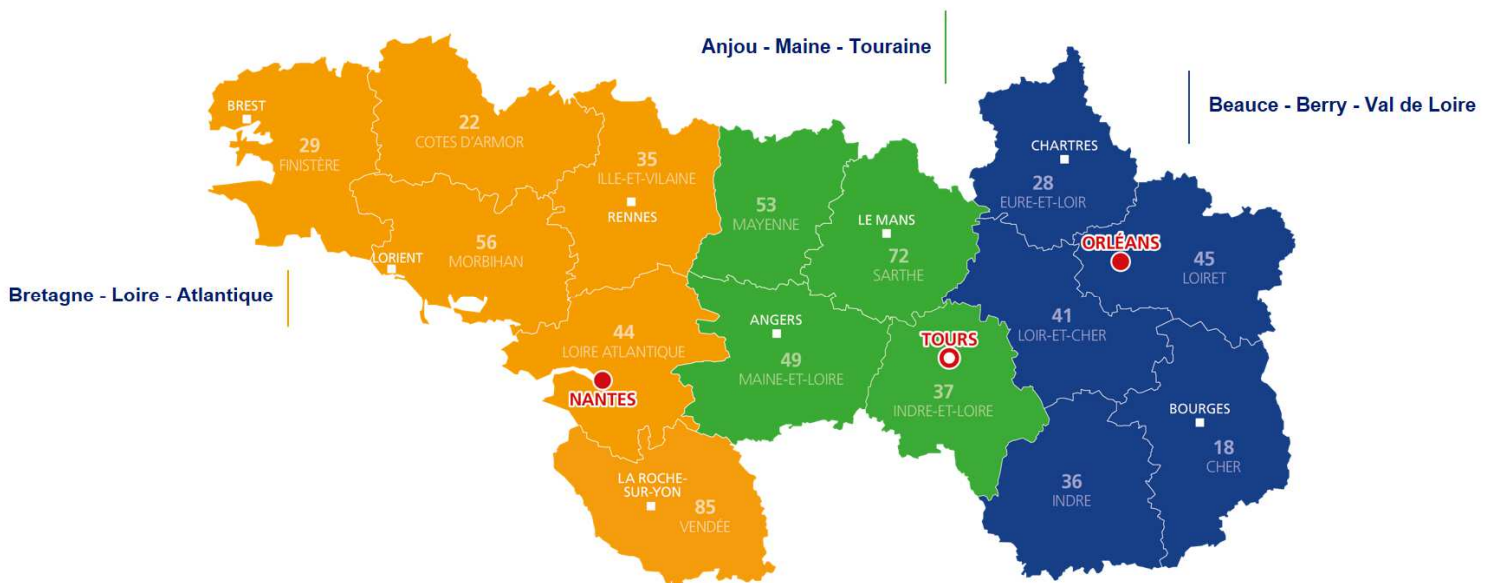 Anjou - Maine - Touraine
Beauce - Berry - Val de Loire
Bretagne - Loire - Atlantique
BREST
29
FINISTÈRE
22
COTES D'ARMOR
35
ILLE-ET-VILAINE
RENNES
56
MORBIHAN
LORIENT
44
LOIRE ATLANTIQUE
NANTES
LA ROCHE-
SUR-YON
85
VENDÉE
53
MAYENNE
LE MANS
72
SARTHE
ANGERS
49
MAINE-ET-LOIRE
TOURS
37
INDRE-ET-LOIRE
CHARTRES
28
EURE-ET-LOIR
ORLÉANS
45
LOIRET
41
LOIR-ET-CHER
BOURGES
18
CHER
36
INDRE